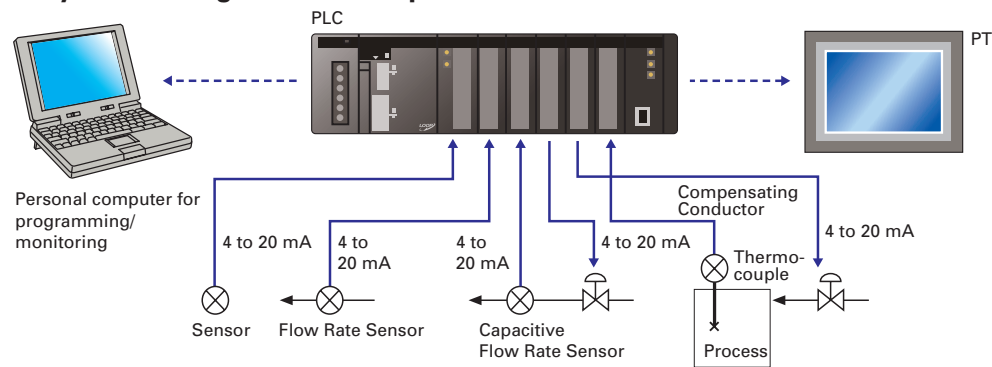 PLC
PT
Personal computer for
programming/
monitoring
4 to 20 mA
4 to
20 mA
4 to
20 mA
4 to 20 mA
Compensating
Conductor
4 to 20 mA
Thermo-
couple
Sensor
Flow Rate Sensor
Capacitive
Flow Rate Sensor
Process